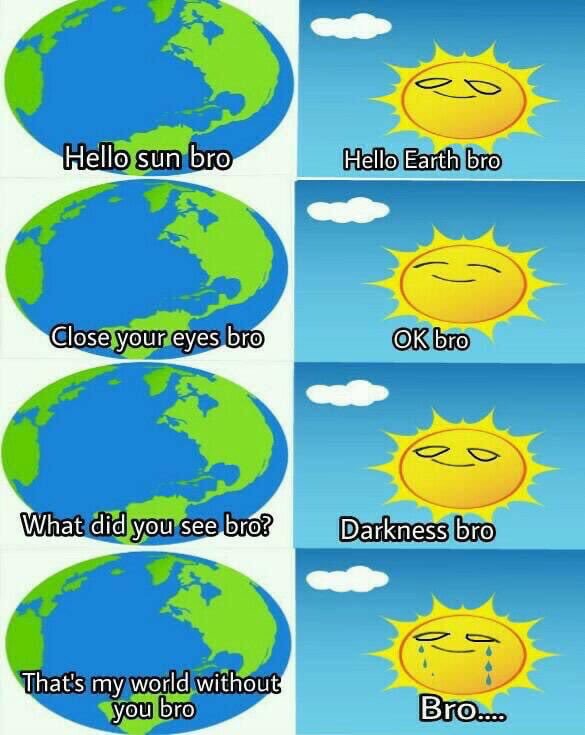 Hello sun bro
Hello Earth bro
Close your eyes bro
OK bro
What did you see bro?
Darkness bro
That's my world without
you bro
Bro....